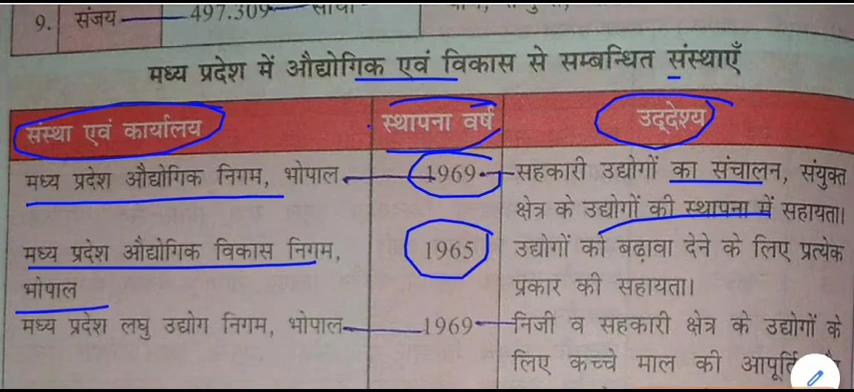 9. संजय 497.309
मध्य प्रदेश में औद्योगिक एवं विकास से सम्बन्धित संस्थाएँ
संस्था एवं कार्यालय स्थापना वर्ष उद्देश्य
मध्य प्रदेश औद्योगिक निगम, भोपाल 1969 सहकारी उद्योगों का संचालन, संयुक्त
क्षेत्र के उद्योगों की स्थापना में सहायता।
मध्य प्रदेश औद्योगिक विकास निगम, 1965 उद्योगों को बढ़ावा देने के लिए प्रत्येक
भोपाल प्रकार की सहायता।
मध्य प्रदेश लघु उद्योग निगम, भोपाल 1969 निजी व सहकारी क्षेत्र के उद्योगों के
लिए कच्चे माल की आपूर्ति